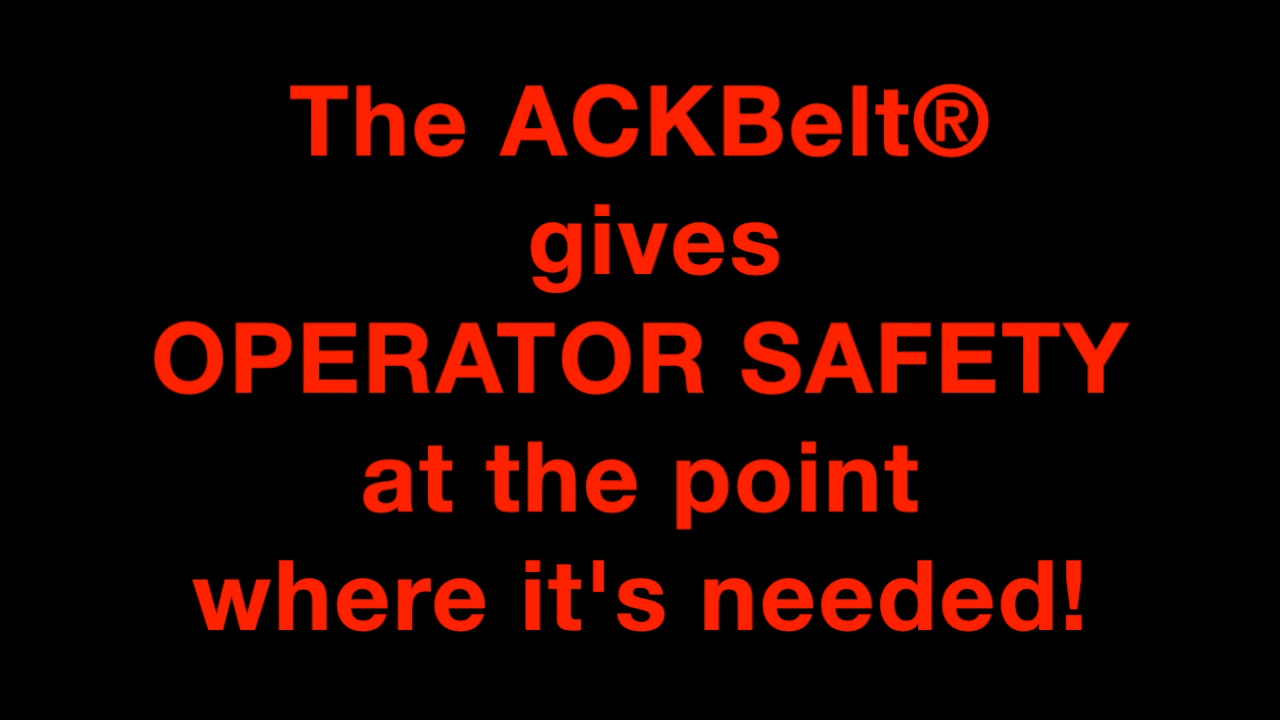 The ACKBelt®
gives
OPERATOR SAFETY
at the point
where it's needed!